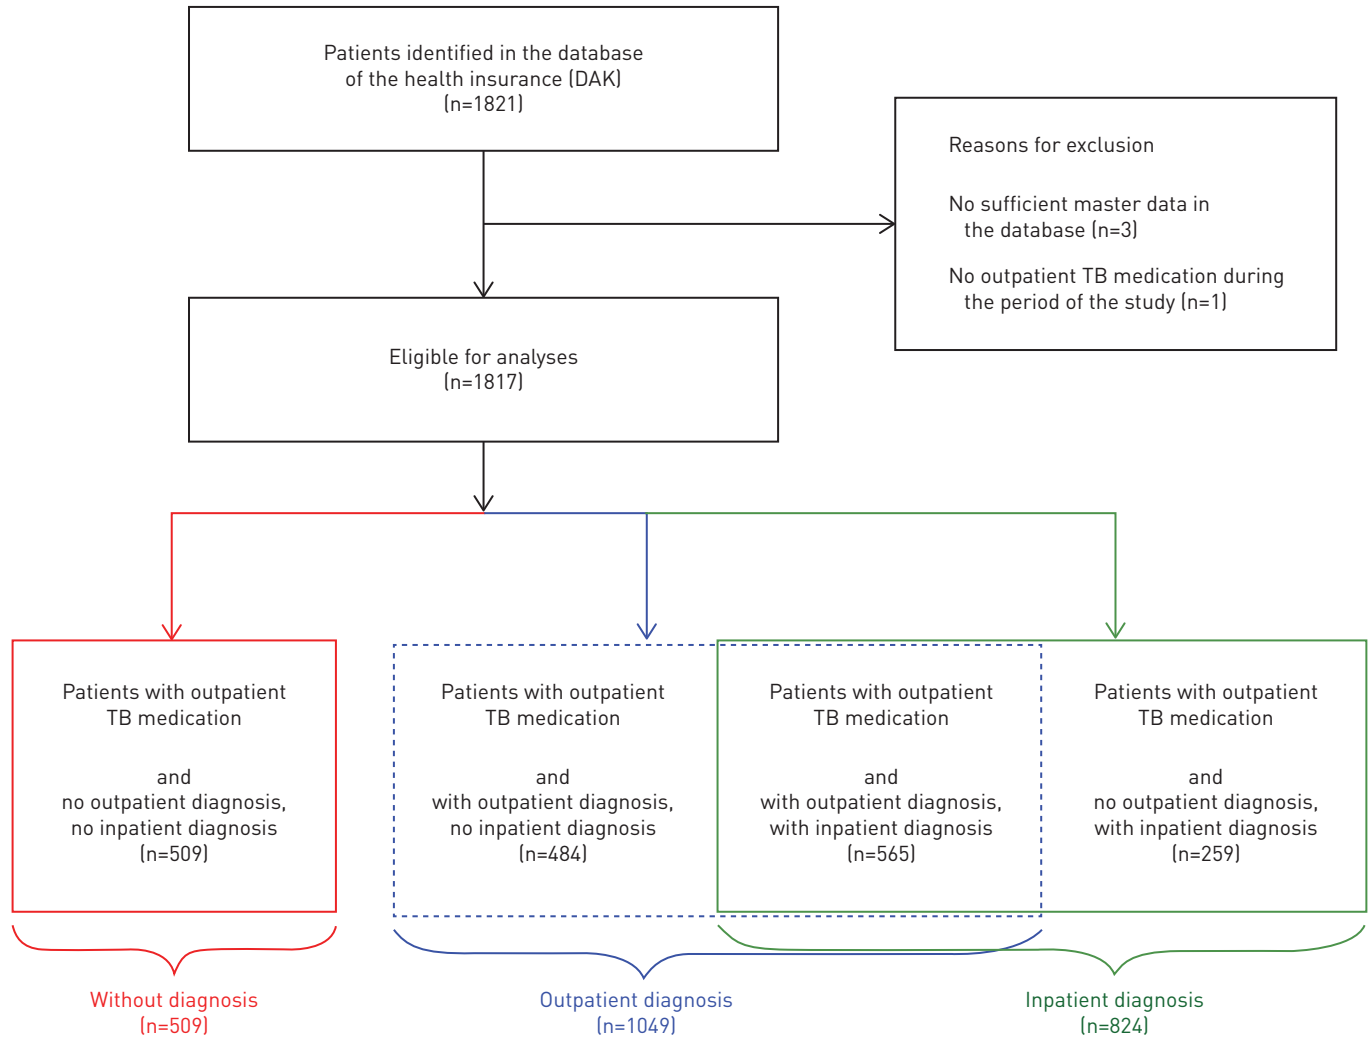 Patients identified in the database
of the health insurance (DAK)
(n=1821)
Reasons for exclusion
No sufficient master data in
the database (n=3)
No outpatient TB medication during
the period of the study (n=1)
Eligible for analyses
(n=1817)
Patients with outpatient
TB medication
and
no outpatient diagnosis,
no inpatient diagnosis
(n=509)
Patients with outpatient
TB medication
and
with outpatient diagnosis,
no inpatient diagnosis
(n=484)
Patients with outpatient
TB medication
and
with outpatient diagnosis,
with inpatient diagnosis
(n=565)
Patients with outpatient
TB medication
and
no outpatient diagnosis,
with inpatient diagnosis
(n=259)
Without diagnosis
(n=509)
Outpatient diagnosis
(n=1049)
Inpatient diagnosis
(n=824)